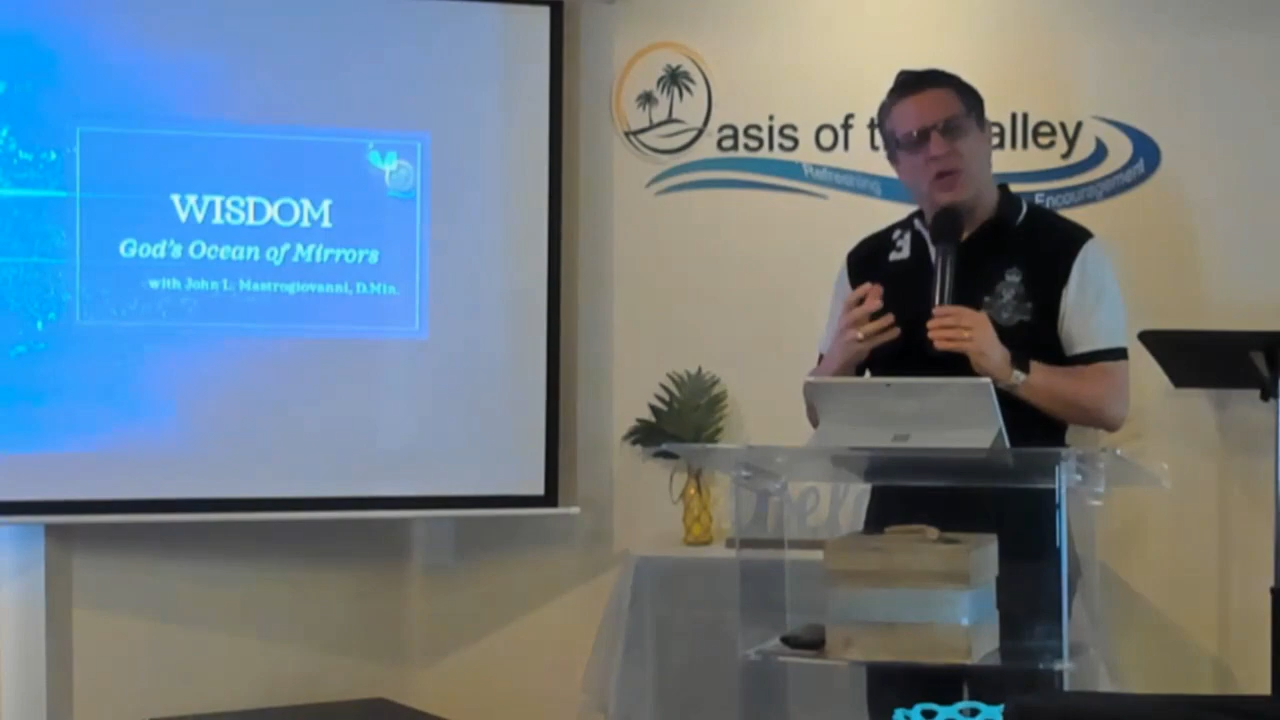 WISDOM
God's Ocean of Mirrors
with John L. Mastrogiovanni, D.Min.
asis of t alley
Refreshing
Encouragement
3